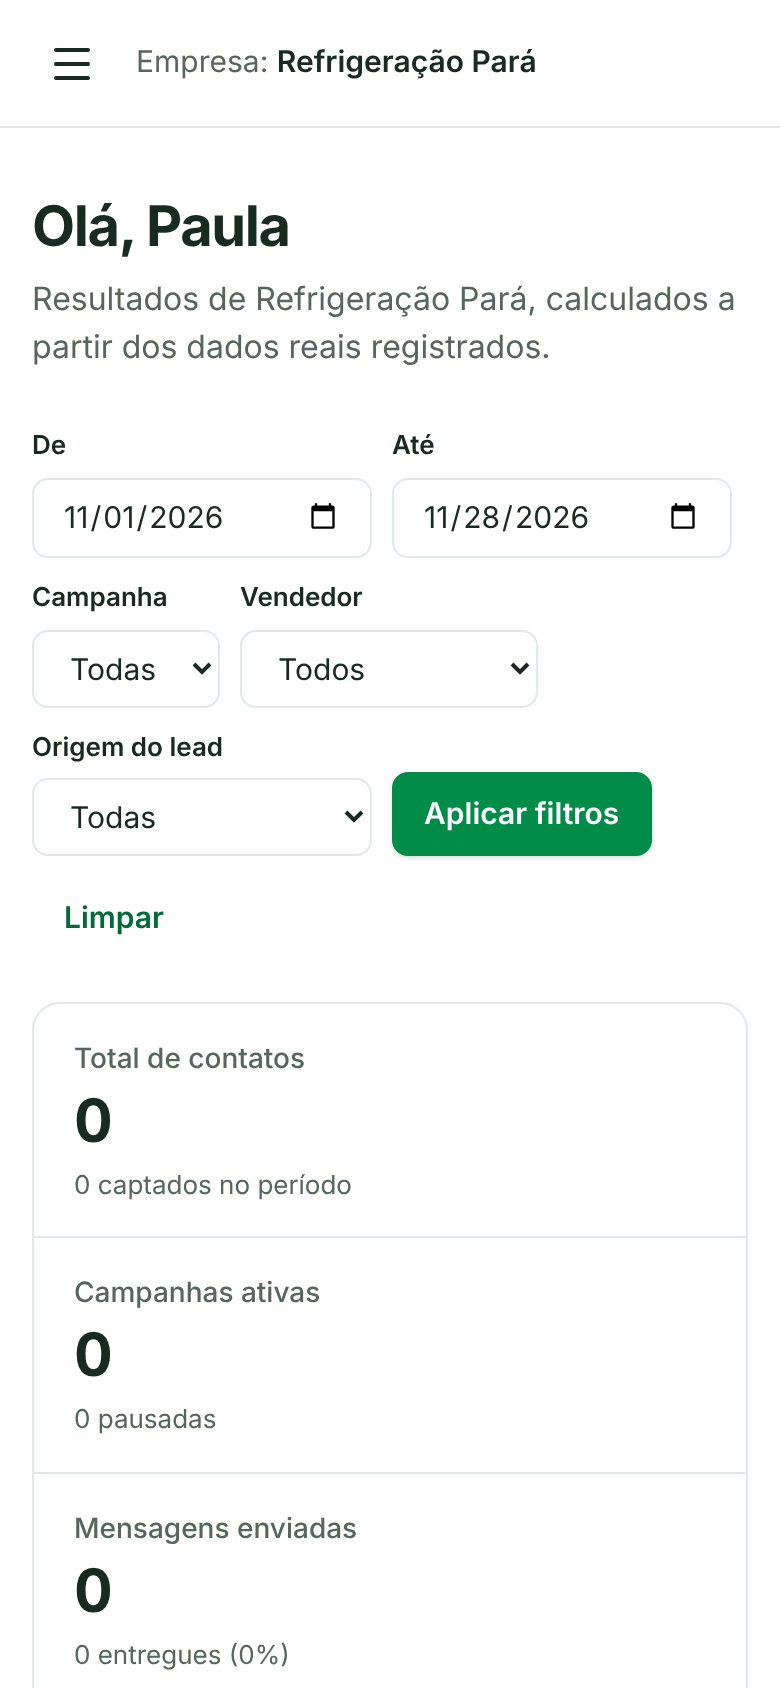 Empresa: Refrigeração Pará
Olá, Paula
Resultados de Refrigeração Pará, calculados a
partir dos dados reais registrados.
De
Até
11/01/2026
11/28/2026
Campanha
Vendedor
Todas
Todos
Origem do lead
Todas
Aplicar filtros
Limpar
Total de contatos
0
0 captados no período
Campanhas ativas
0
0 pausadas
Mensagens enviadas
0
0 entregues (0%)